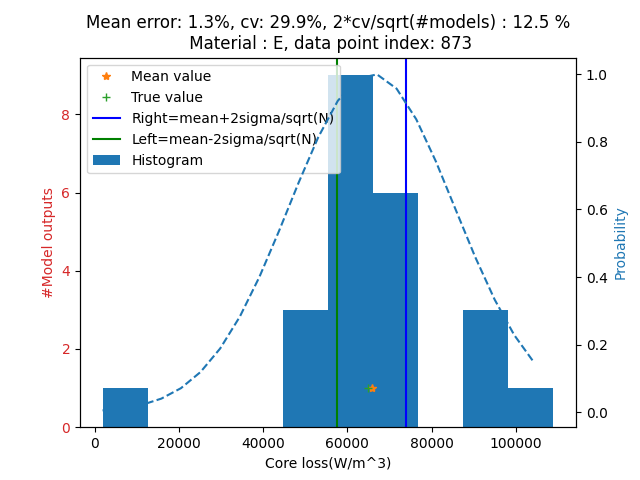 Mean error: 1.3%, cv: 29.9%, 2*cv/sqrt(#models) : 12.5 %
Material : E, data point index: 873
Mean value
True value
Right=mean+2sigma/sqrt(N)
Left=mean-2sigma/sqrt(N)
Histogram
#Model outputs
0
2
4
6
8
Probability
0.0
0.2
0.4
0.6
0.8
1.0
0
20000
40000
60000
80000
100000
Core loss(W/m^3)